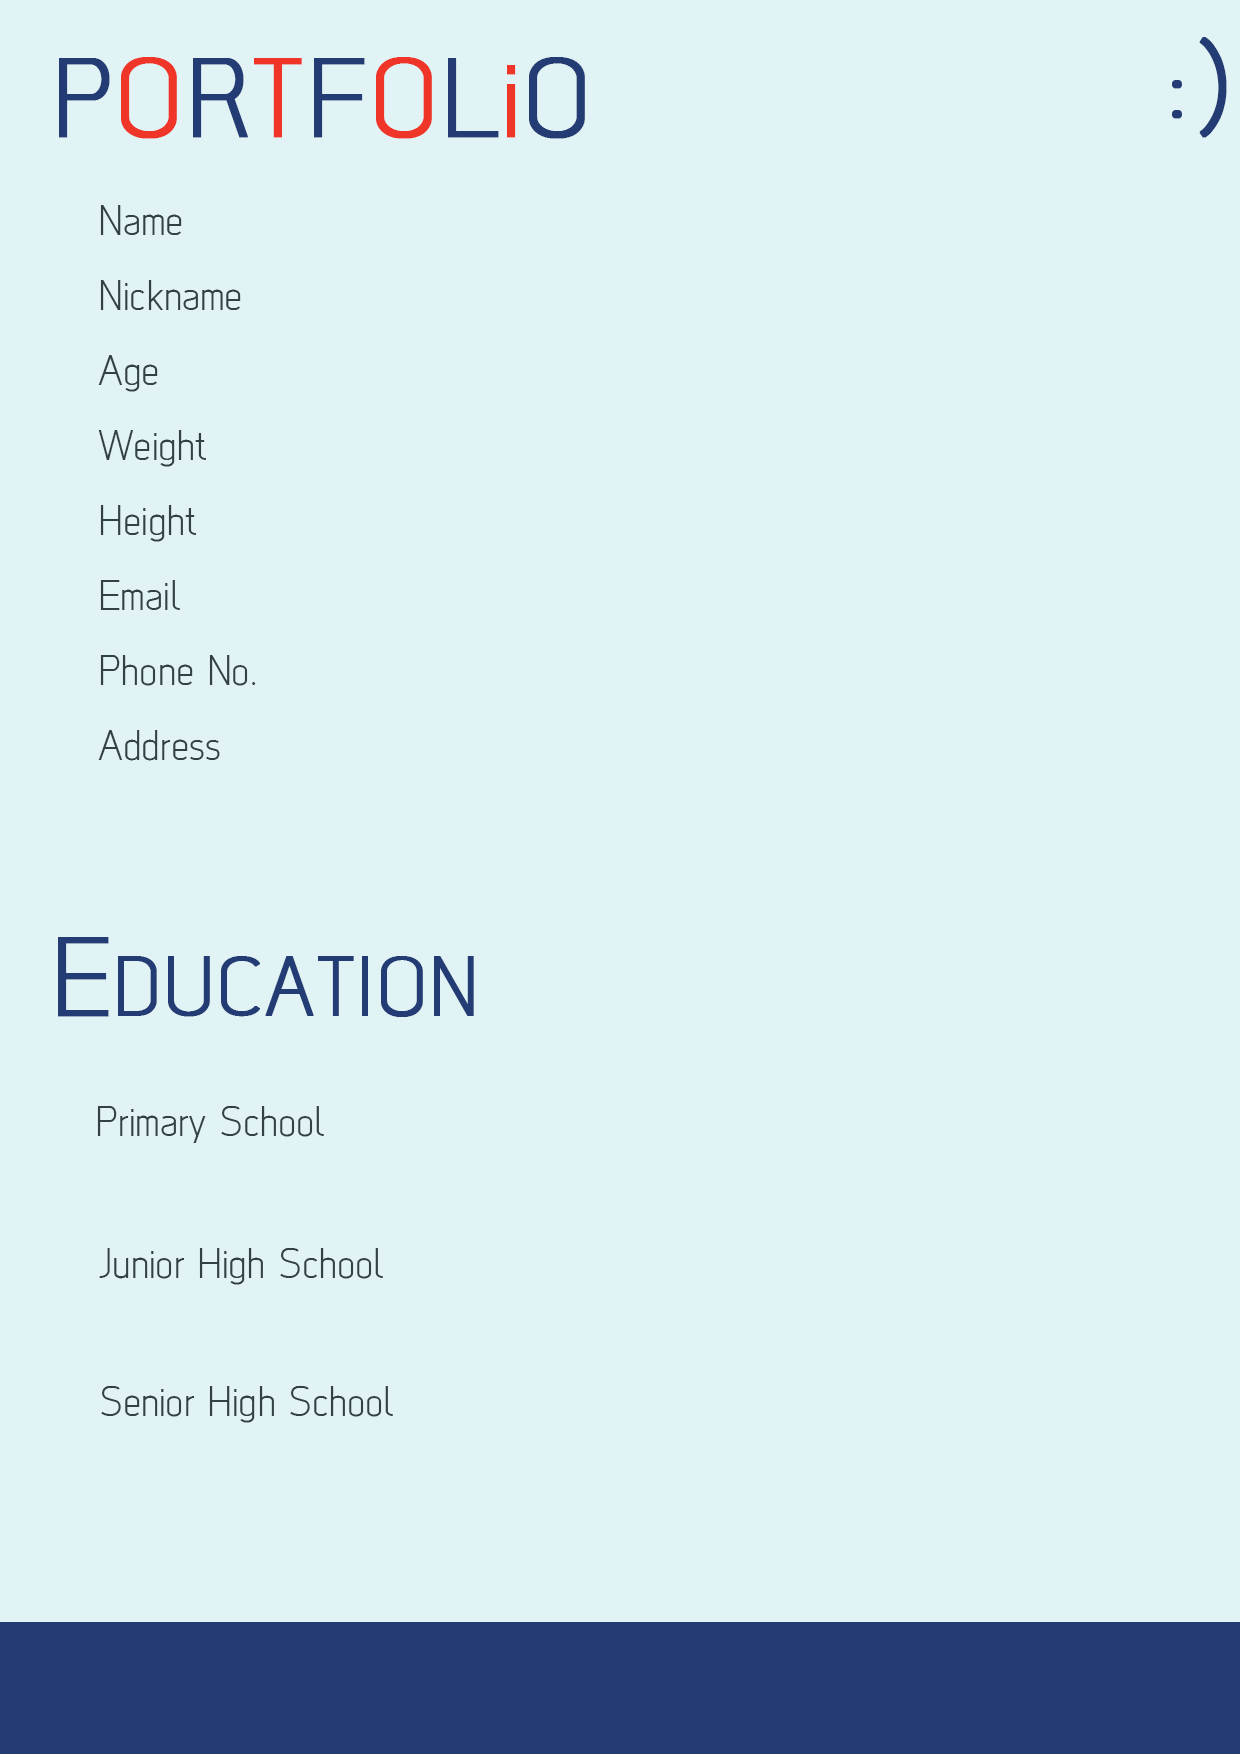 PORTFOLiO :)
Name
Nickname
Age
Weight
Height
Email
Phone No.
Address
EDUCATION
Primary School
Junior High School
Senior High School